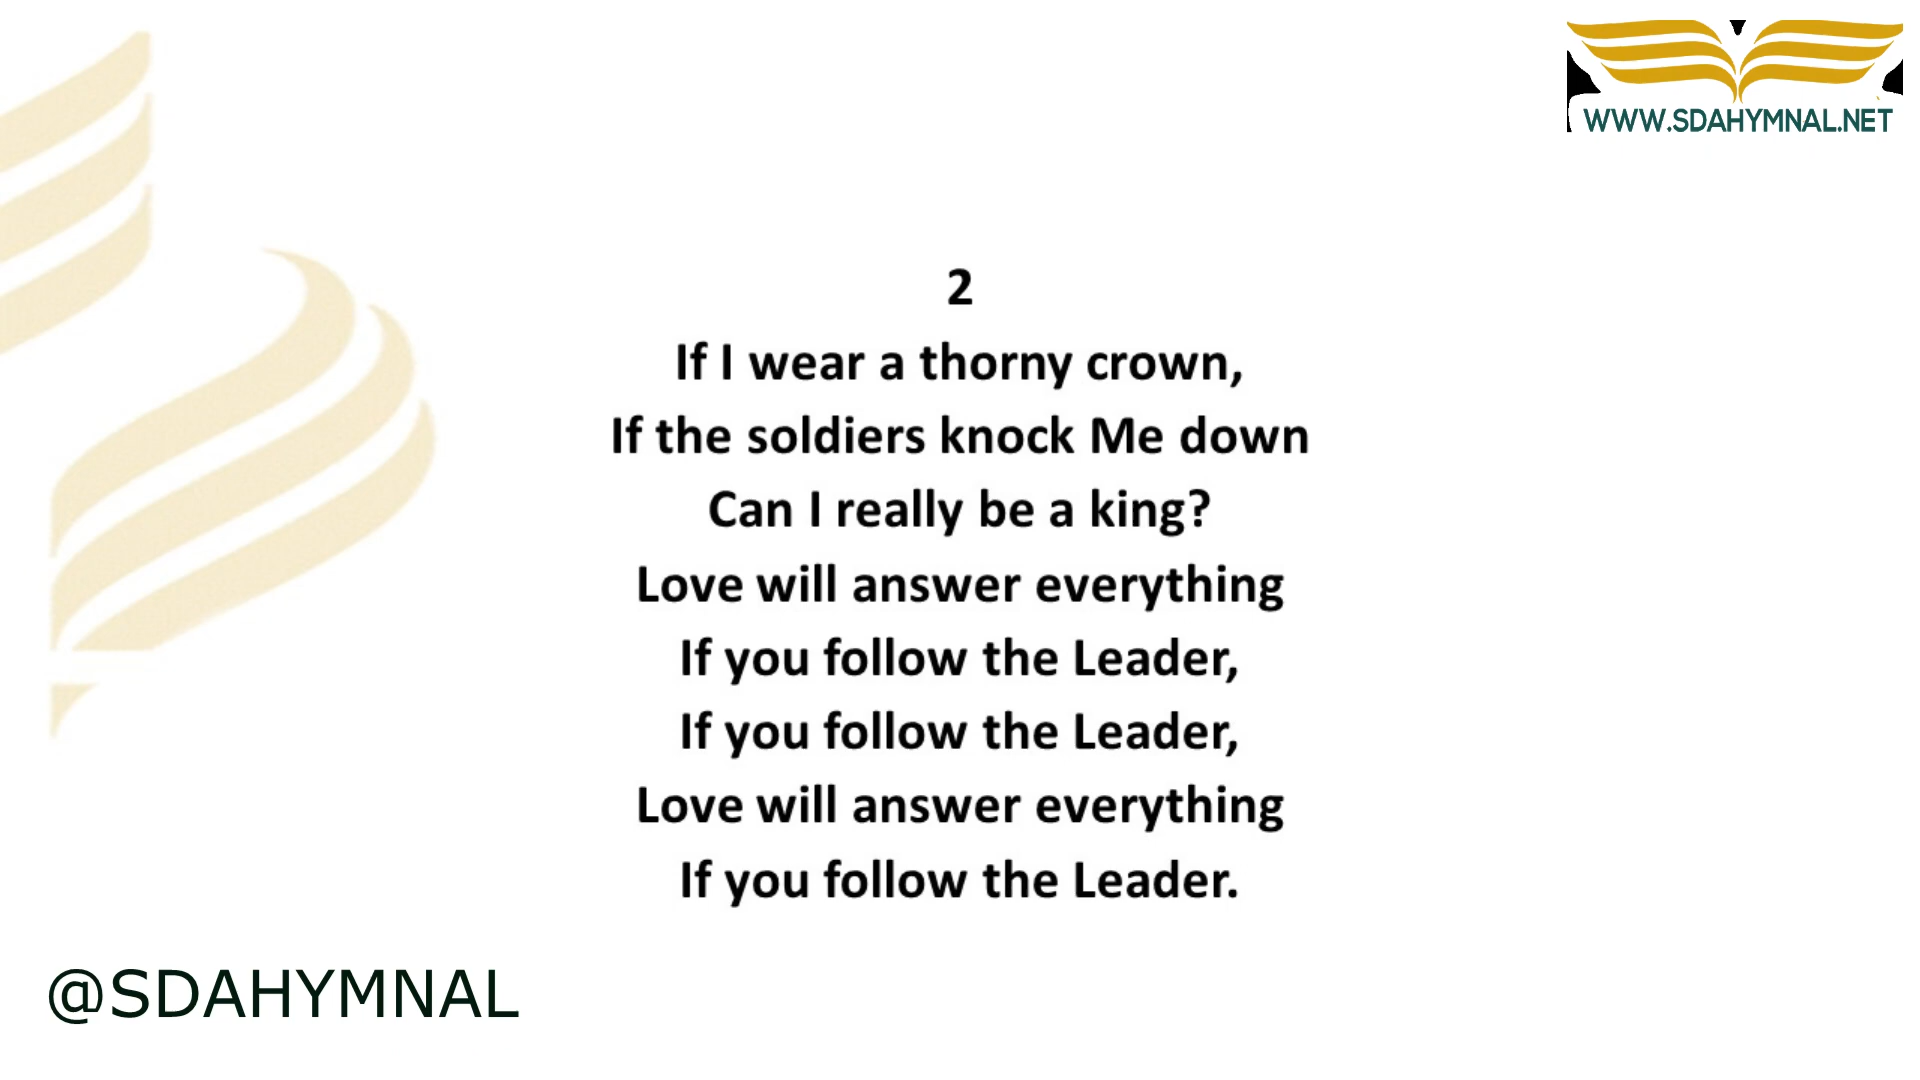 WWW.SDAHYMNAL.NET
2
If I wear a thorny crown,
If the soldiers knock Me down
Can I really be a king?
Love will answer everything
If you follow the Leader,
If you follow the Leader,
Love will answer everything
If you follow the Leader.
@SDAHYMNAL